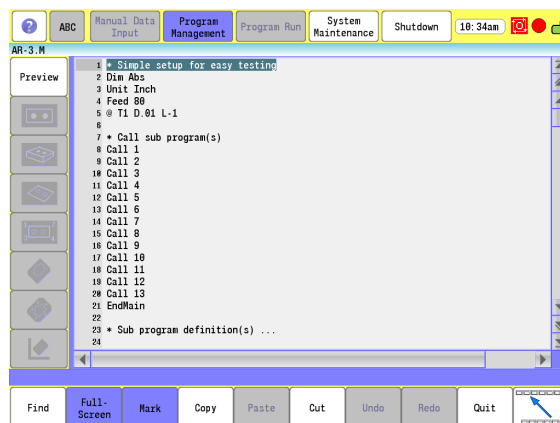 ?
ABC
Manual Data
Input
Program
Management
Program Run
System
Maintenance
Shutdown
10:34am
AR-3.M
Preview
1 * Simple setup for easy testing
2 Dim Abs
3 Unit Inch
4 Feed 80
5 @ T1 D.01 L-1
6
7 * Call sub program(s)
8 Call 1
9 Call 2
10 Call 3
11 Call 4
12 Call 5
13 Call 6
14 Call 7
15 Call 8
16 Call 9
17 Call 10
18 Call 11
19 Call 12
20 Call 13
21 EndMain
22
23 * Sub program definition(s) ...
24
Find
Full-
Screen
Mark
Copy
Paste
Cut
Undo
Redo
Quit